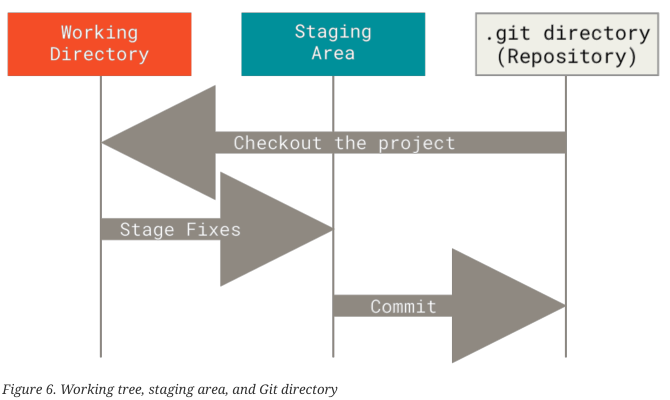 Working
Directory
Staging
Area
.git directory
(Repository)
Checkout the project
Stage Fixes
Commit
Figure 6. Working tree, staging area, and Git directory